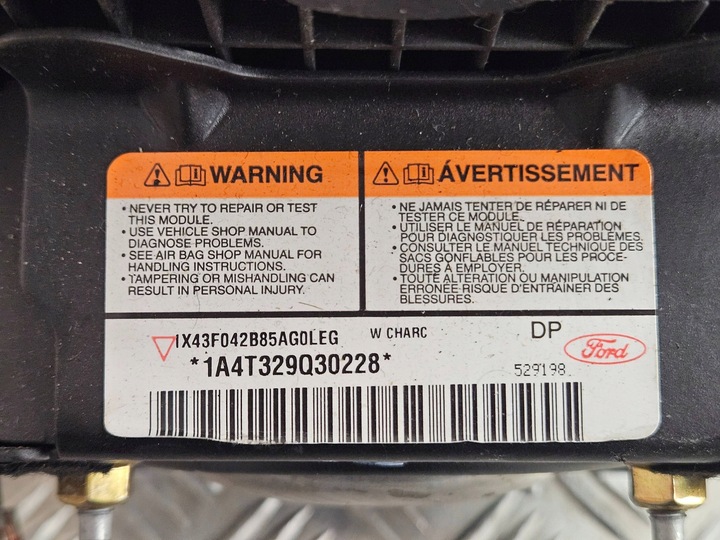 WARNING
• NEVER TRY TO REPAIR OR TEST
THIS MODULE.
• USE VEHICLE SHOP MANUAL TO
DIAGNOSE PROBLEMS.
• SEE AIR BAG SHOP MANUAL FOR
HANDLING INSTRUCTIONS.
• TAMPERING OR MISHANDLING CAN
RESULT IN PERSONAL INJURY.
ÁVERTISSEMENT
• NE JAMAIS TENTER DE RÉPARER NI DE
TESTER CE MODULE.
• UTILISER LE MANUEL DE RÉPARATION
POUR DIAGNOSTIQUER LES PROBLÈMES.
• CONSULTER LE MANUEL TECHNIQUE DES
SACS GONFLABLES POUR LES PROCE-
DURES À EMPLOYER.
• TOUTE ALTÉRATION OU MANIPULATION
ERRONÉE RISQUE D'ENTRAÎNER DES
BLESSURES.
1X43F042B85AG0LEG W CHARC DP
*1A4T329Q30228*
Ford
529198